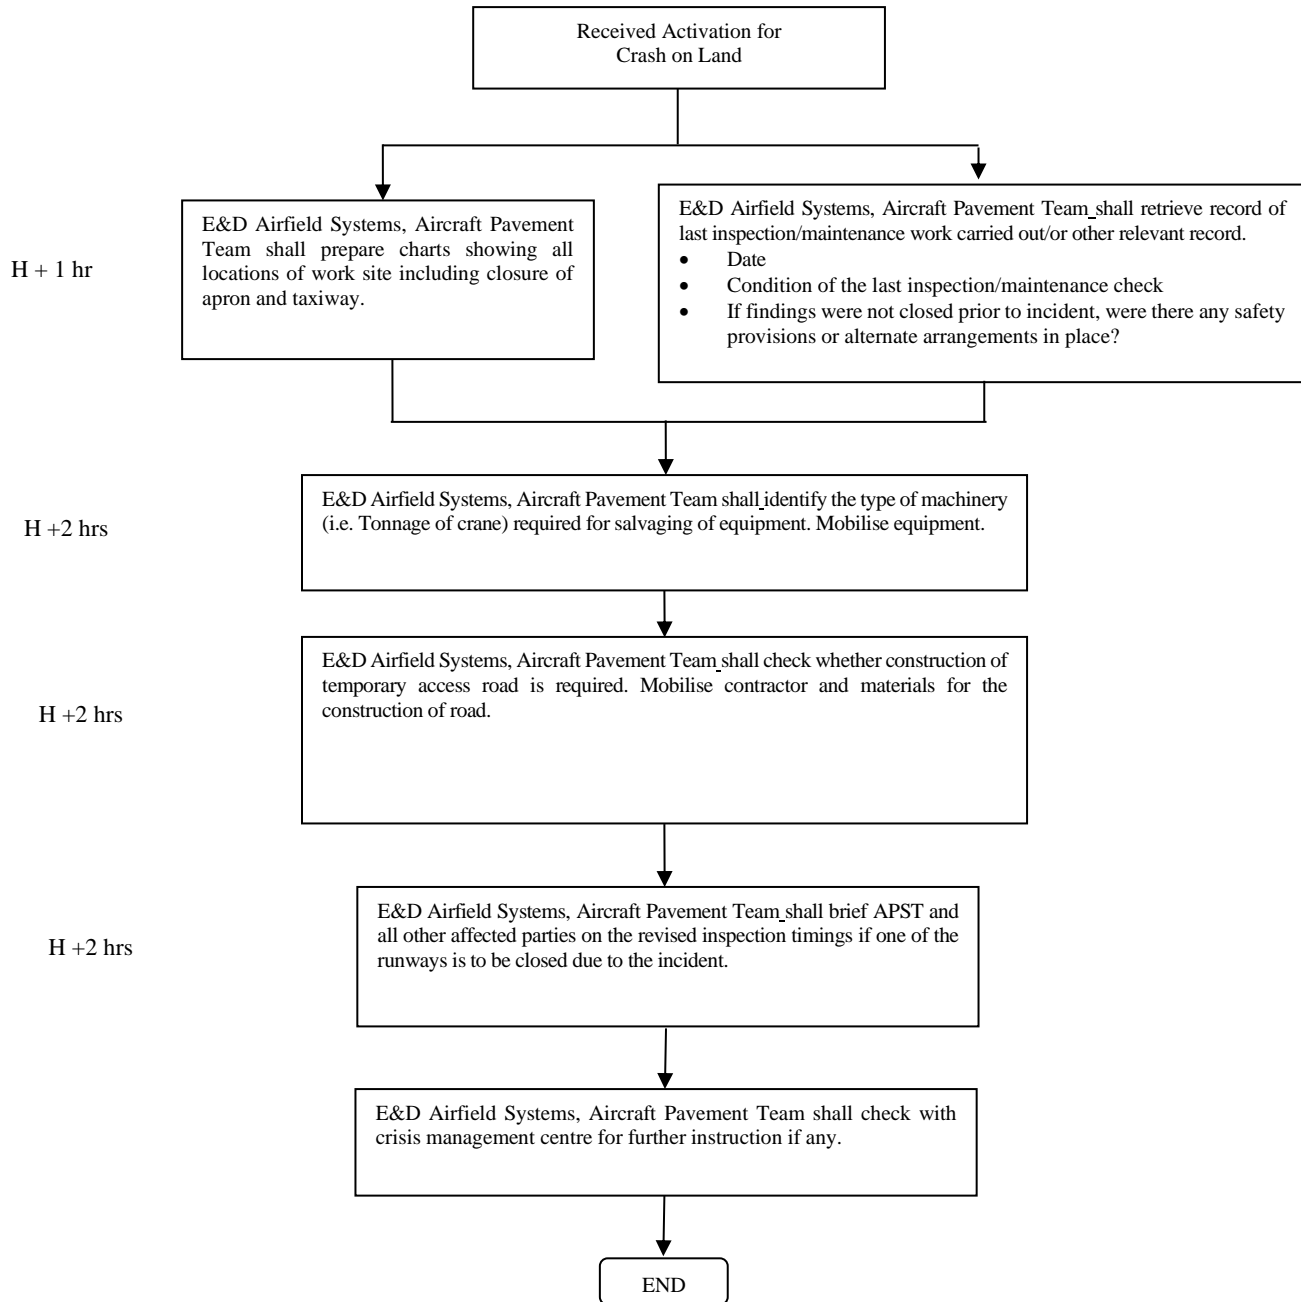 Received Activation for
Crash on Land
H + 1 hr
E&D Airfield Systems, Aircraft Pavement
Team shall prepare charts showing all
locations of work site including closure of
apron and taxiway.
E&D Airfield Systems, Aircraft Pavement Team shall retrieve record of
last inspection/maintenance work carried out/or other relevant record.
• Date
• Condition of the last inspection/maintenance check
• If findings were not closed prior to incident, were there any safety
provisions or alternate arrangements in place?
H +2 hrs
E&D Airfield Systems, Aircraft Pavement Team shall identify the type of machinery
(i.e. Tonnage of crane) required for salvaging of equipment. Mobilise equipment.
H +2 hrs
E&D Airfield Systems, Aircraft Pavement Team shall check whether construction of
temporary access road is required. Mobilise contractor and materials for the
construction of road.
H +2 hrs
E&D Airfield Systems, Aircraft Pavement Team shall brief APST and
all other affected parties on the revised inspection timings if one of the
runways is to be closed due to the incident.
E&D Airfield Systems, Aircraft Pavement Team shall check with
crisis management centre for further instruction if any.
END